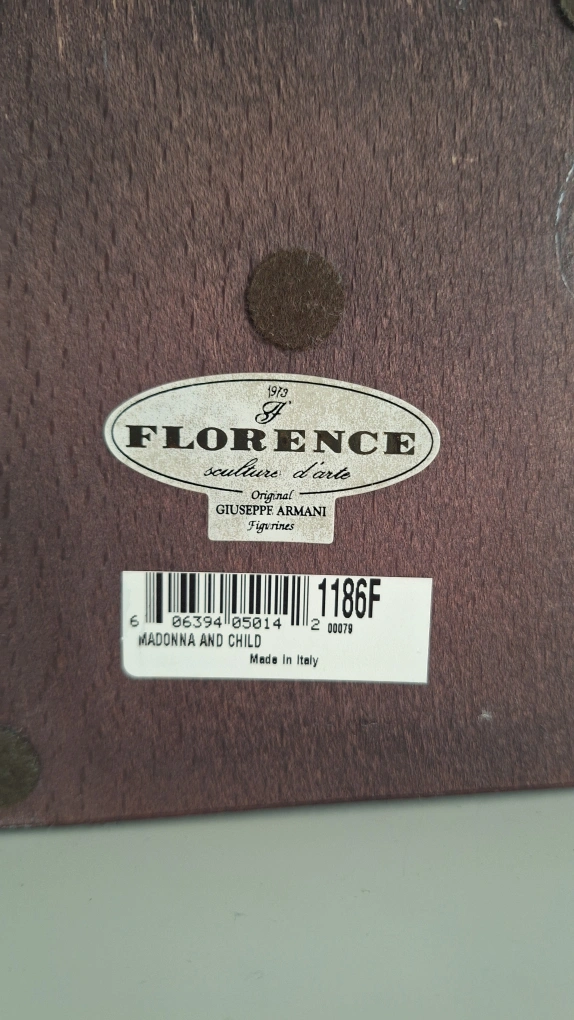 1973
F
FLORENCE
sculture d'arte
Original
GIUSEPPE ARMANI
Figurines
1186F
6 06394 05014 2 00079
MADONNA AND CHILD
Made In Italy